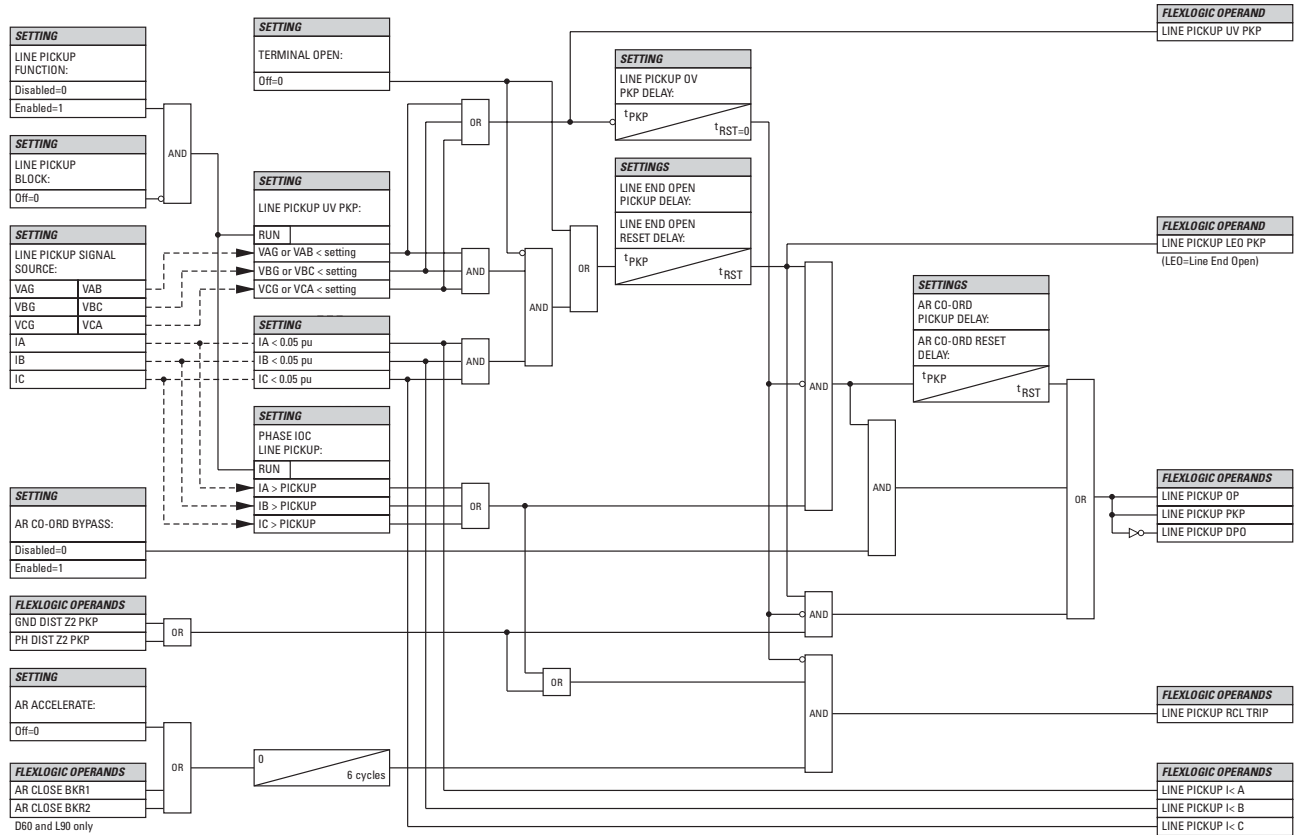 SETTING
LINE PICKUP
FUNCTION:
Disabled=0
Enabled=1
SETTING
LINE PICKUP
BLOCK:
Off=0
AND
SETTING
LINE PICKUP SIGNAL
SOURCE:
VAG VAB
VBG VBC
VCG VCA
IA
IB
IC
SETTING
AR CO-ORD BYPASS:
Disabled=0
Enabled=1
FLEXLOGIC OPERANDS
GND DIST Z2 PKP
PH DIST Z2 PKP
OR
SETTING
AR ACCELERATE:
Off=0
FLEXLOGIC OPERANDS
AR CLOSE BKR1
AR CLOSE BKR2
D60 and L90 only
OR
SETTING
TERMINAL OPEN:
Off=0
SETTING
LINE PICKUP UV PKP:
RUN
VAG or VAB < setting
VBG or VBC < setting
VCG or VCA < setting
SETTING
IA < 0.05 pu
IB < 0.05 pu
IC < 0.05 pu
SETTING
PHASE IOC
LINE PICKUP:
RUN
IA > PICKUP
IB > PICKUP
IC > PICKUP
0
6 cycles
OR
AND
AND
OR
AND
OR
OR
SETTING
LINE PICKUP OV
PKP DELAY:
tPKP
tRST=0
SETTINGS
LINE END OPEN
PICKUP DELAY:
LINE END OPEN
RESET DELAY:
tPKP
tRST
AND
AND
AND
AND
SETTINGS
AR CO-ORD
PICKUP DELAY:
AR CO-ORD RESET
DELAY:
tPKP
tRST
OR
FLEXLOGIC OPERAND
LINE PICKUP UV PKP
FLEXLOGIC OPERAND
LINE PICKUP LEO PKP
(LEO=Line End Open)
FLEXLOGIC OPERANDS
LINE PICKUP OP
LINE PICKUP PKP
LINE PICKUP DPO
FLEXLOGIC OPERANDS
LINE PICKUP RCL TRIP
FLEXLOGIC OPERANDS
LINE PICKUP I< A
LINE PICKUP I< B
LINE PICKUP I< C